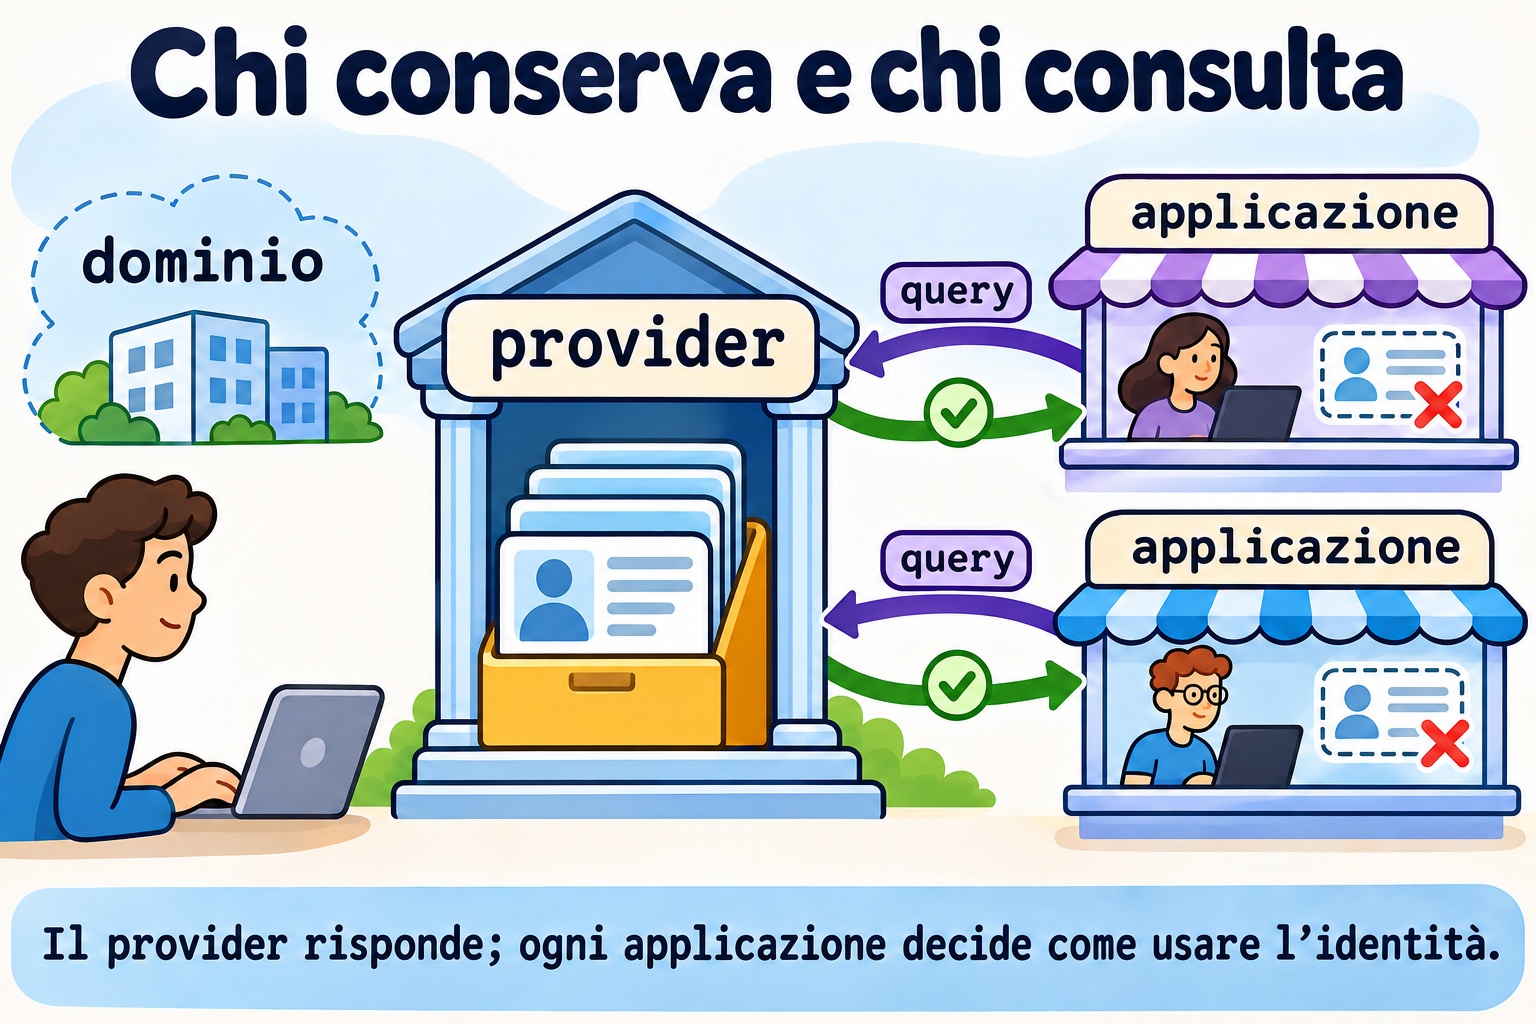 Chi conserva e chi consulta
dominio
provider
query
applicazione
query
applicazione
Il provider risponde; ogni applicazione decide come usare l’identità.